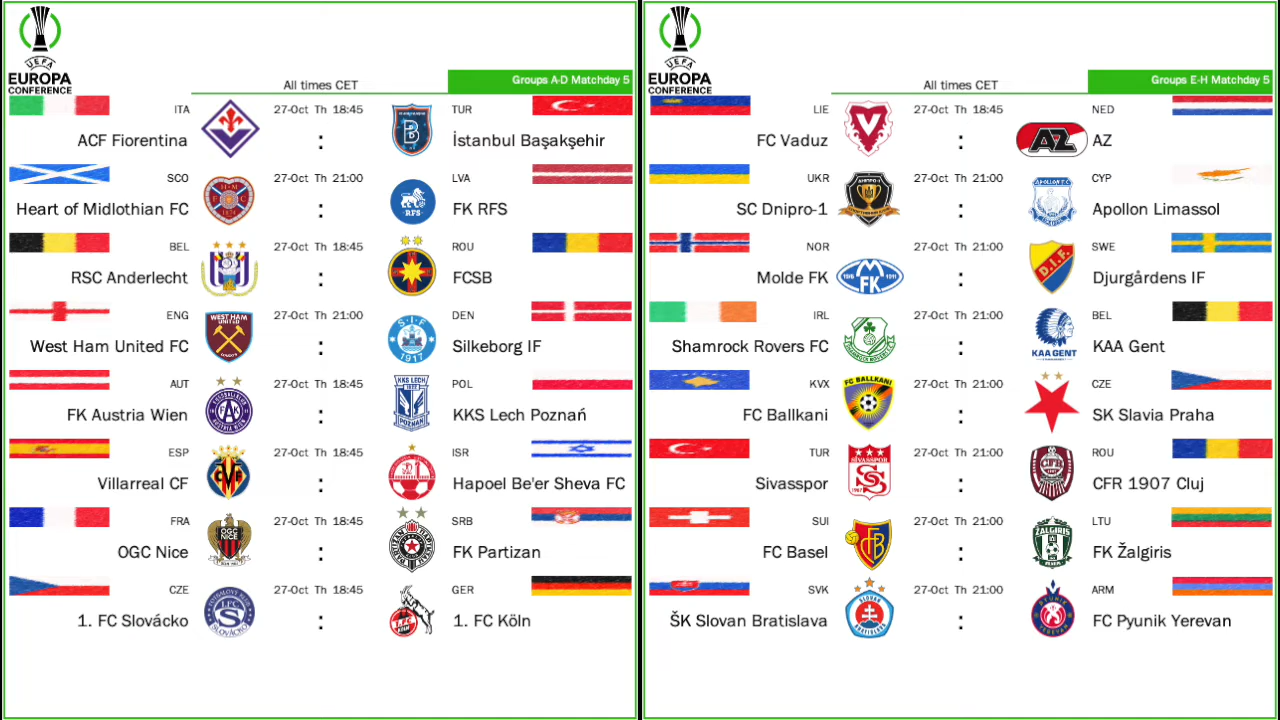 UEFA
EUROPA
CONFERENCE
All times CET
Groups A-D Matchday 5
ITA 27-Oct Th 18:45 TUR
ACF Fiorentina : İstanbul Başakşehir
SCO 27-Oct Th 21:00 LVA
Heart of Midlothian FC : FK RFS
BEL 27-Oct Th 18:45 ROU
RSC Anderlecht : FCSB
ENG 27-Oct Th 21:00 DEN
West Ham United FC : Silkeborg IF
AUT 27-Oct Th 18:45 POL
FK Austria Wien : KKS Lech Poznań
ESP 27-Oct Th 18:45 ISR
Villarreal CF : Hapoel Be'er Sheva FC
FRA 27-Oct Th 18:45 SRB
OGC Nice : FK Partizan
CZE 27-Oct Th 18:45 GER
1. FC Slovácko : 1. FC Köln
UEFA
EUROPA
CONFERENCE
All times CET
Groups E-H Matchday 5
LIE 27-Oct Th 18:45 NED
FC Vaduz : AZ
UKR 27-Oct Th 21:00 CYP
SC Dnipro-1 : Apollon Limassol
NOR 27-Oct Th 21:00 SWE
Molde FK : Djurgårdens IF
IRL 27-Oct Th 21:00 BEL
Shamrock Rovers FC : KAA Gent
KVX 27-Oct Th 21:00 CZE
FC Ballkani : SK Slavia Praha
TUR 27-Oct Th 21:00 ROU
Sivasspor : CFR 1907 Cluj
SUI 27-Oct Th 21:00 LTU
FC Basel : FK Žalgiris
SVK 27-Oct Th 21:00 ARM
ŠK Slovan Bratislava : FC Pyunik Yerevan